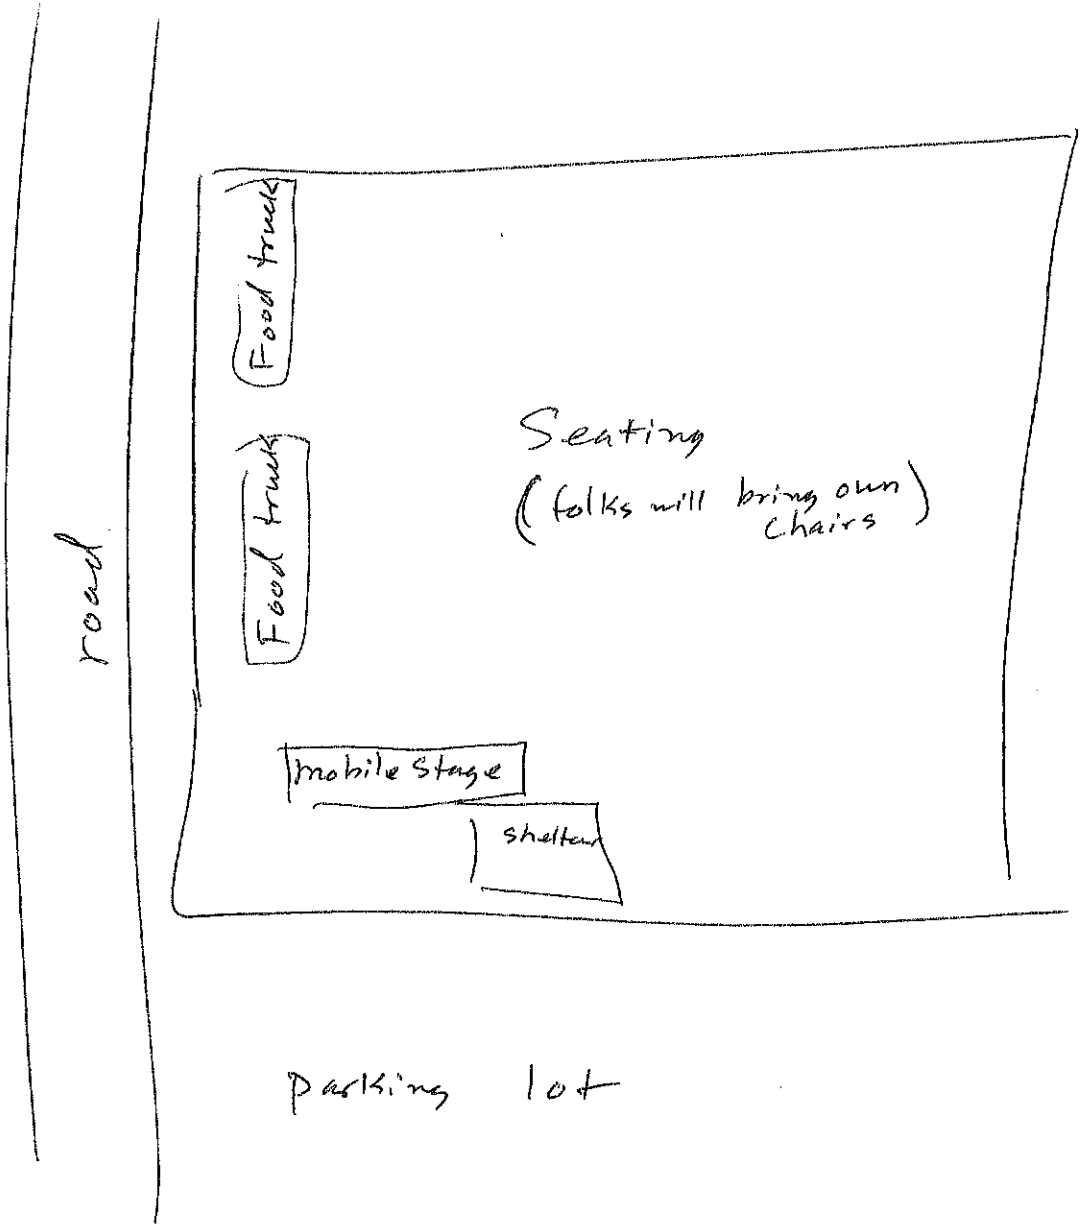 Food truck
Food truck
road
Seating
(folks will bring own
chairs)
mobile stage
shelter
parking lot